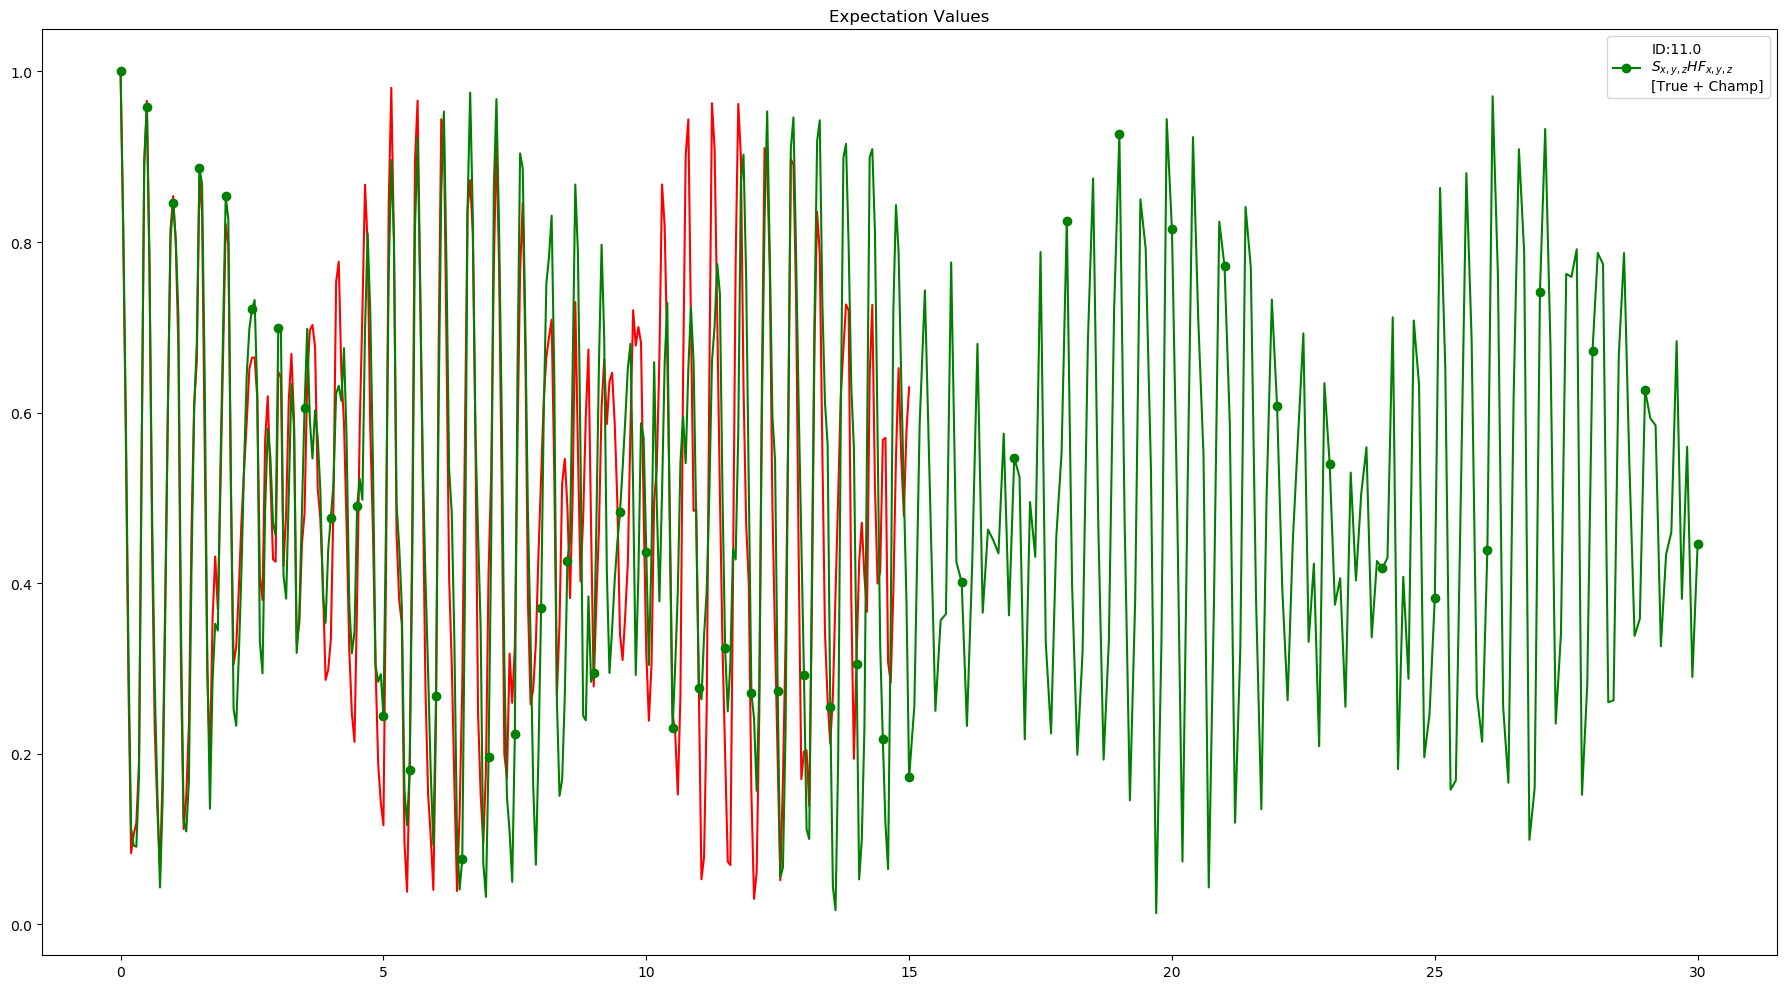 Expectation Values
ID:11.0
S_{x,y,z}HF_{x,y,z}
[True + Champ]
1.0
0.8
0.6
0.4
0.2
0.0
0 5 10 15 20 25 30